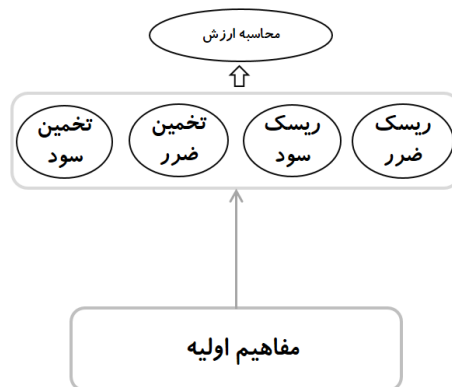 محاسبه ارزش
ریسک ضرر
ریسک سود
تخمین ضرر
تخمین سود
مفاهیم اولیه